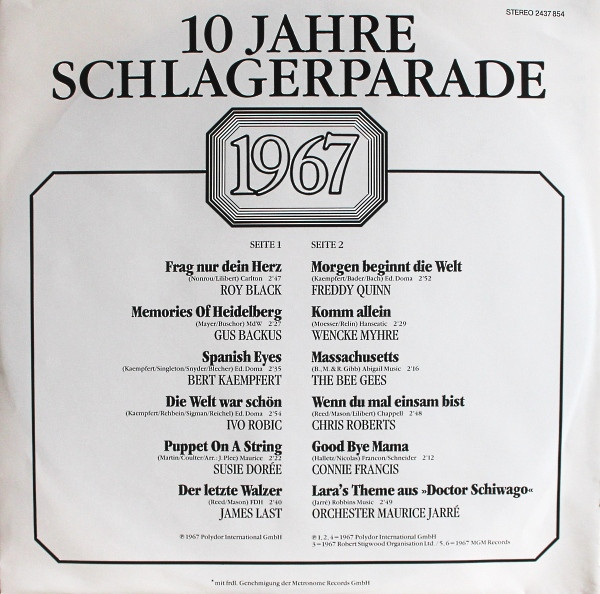 STEREO 2437 854
10 JAHRE
SCHLAGERPARADE
1967
SEITE 1
Frag nur dein Herz
(Nonrou/Lilibert) Carlton 2'47
ROY BLACK
Memories Of Heidelberg
(Mayer/Buschor) MdW 2'27
GUS BACKUS
Spanish Eyes
(Kaempfert/Singleton/Snyder/Blecher) Ed. Doma 2'35
BERT KAEMPFERT
Die Welt war schön
(Kaempfert/Rehbein/Sigman/Reichel) Ed. Doma 2'54
IVO ROBIC
Puppet On A String
(Martin/Coulter/Arr.: J. Plee) Maurice 2'22
SUSIE DORÉE
Der letzte Walzer
(Reed/Mason) FDH 2'40
JAMES LAST
℗ 1967 Polydor International GmbH
SEITE 2
Morgen beginnt die Welt
(Kaempfert/Bader/Bach) Ed. Doma 2'52
FREDDY QUINN
Komm allein
(Moesser/Relin) Hanseatic 2'29
WENCKE MYHRE
Massachusetts
(B., M. & R. Gibb) Abigail Music 2'16
THE BEE GEES
Wenn du mal einsam bist
(Reed/Mason/Lilibert) Chappell 2'48
CHRIS ROBERTS
Good Bye Mama
(Halletz/Nicolas) Francon/Schneider 2'12
CONNIE FRANCIS
Lara's Theme aus »Doctor Schiwago«
(Jarré) Robbins Music 2'49
ORCHESTER MAURICE JARRÉ
℗ 1, 2, 4 = 1967 Polydor International GmbH
3 = 1967 Robert Stigwood Organisation Ltd. / 5, 6 = 1967 MGM Records
*mit frdl. Genehmigung der Metronome Records GmbH